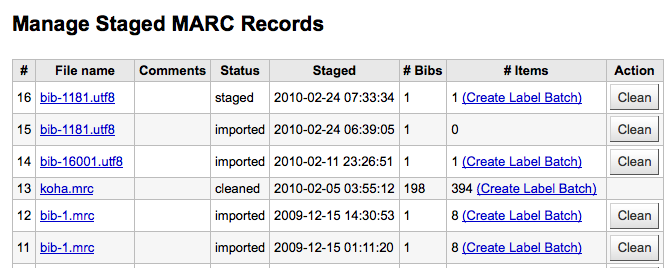 Manage Staged MARC Records
# File name Comments Status Staged # Bibs # Items Action
16 bib-1181.utf8 staged 2010-02-24 07:33:34 1 1 (Create Label Batch) Clean
15 bib-1181.utf8 imported 2010-02-24 06:39:05 1 0
14 bib-16001.utf8 imported 2010-02-11 23:26:51 1 1 (Create Label Batch) Clean
13 koha.mrc cleaned 2010-02-05 03:55:12 198 394 (Create Label Batch)
12 bib-1.mrc imported 2009-12-15 14:30:53 1 8 (Create Label Batch) Clean
11 bib-1.mrc imported 2009-12-15 01:11:20 1 8 (Create Label Batch) Clean